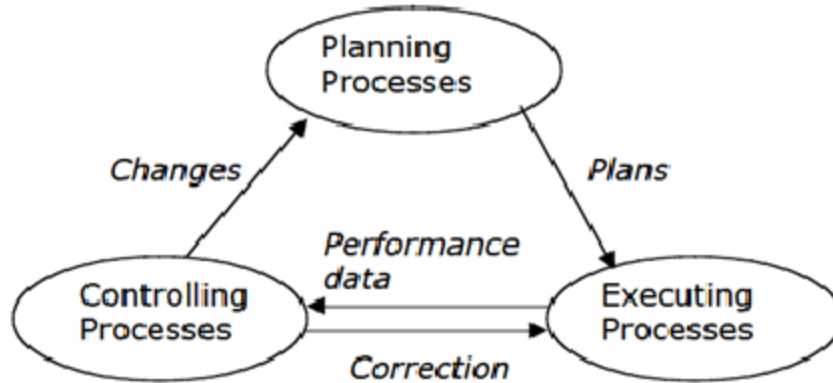 Planning
Processes
Changes
Plans
Performance
data
Controlling
Processes
Executing
Processes
Correction